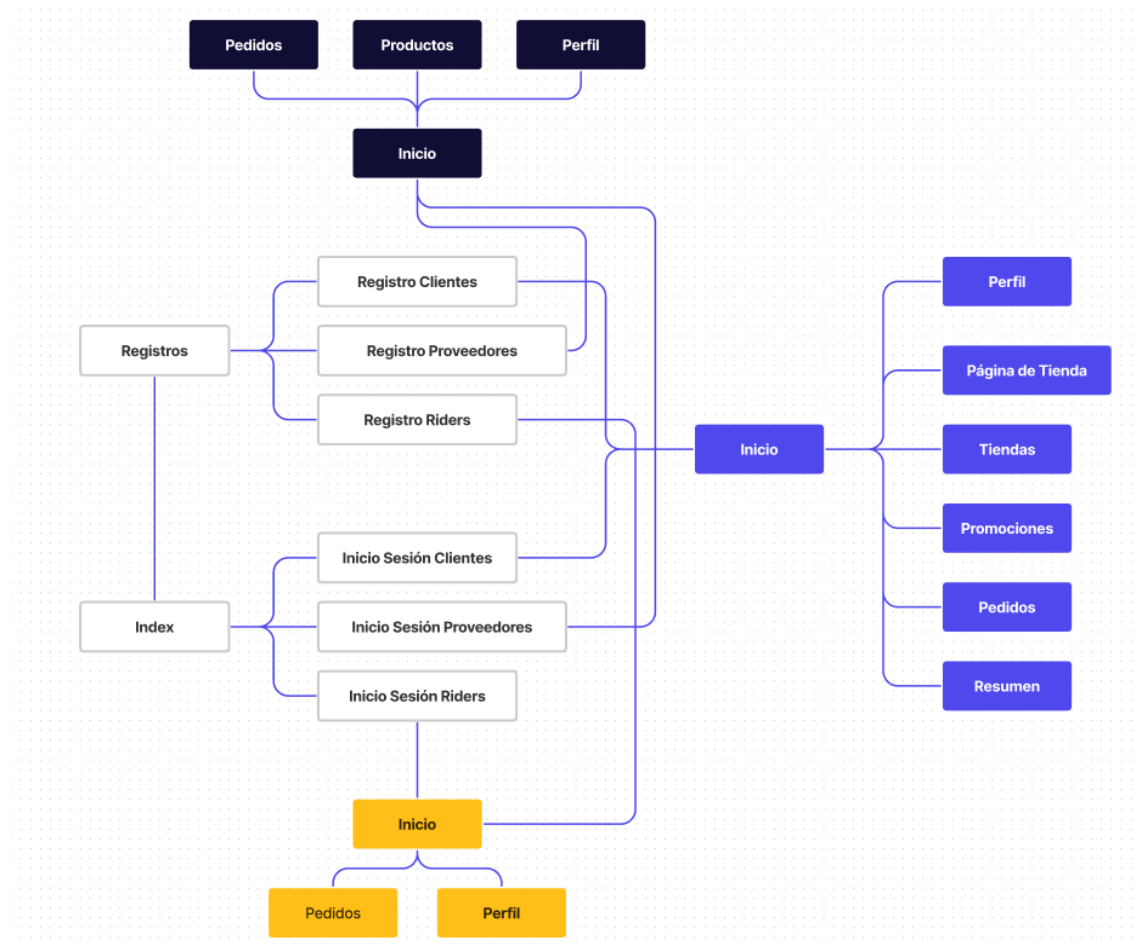 Pedidos
Productos
Perfil
Inicio
Registro Clientes
Registros
Registro Proveedores
Registro Riders
Perfil
Página de Tienda
Inicio
Tiendas
Promociones
Inicio Sesión Clientes
Index
Inicio Sesión Proveedores
Pedidos
Inicio Sesión Riders
Resumen
Inicio
Pedidos
Perfil